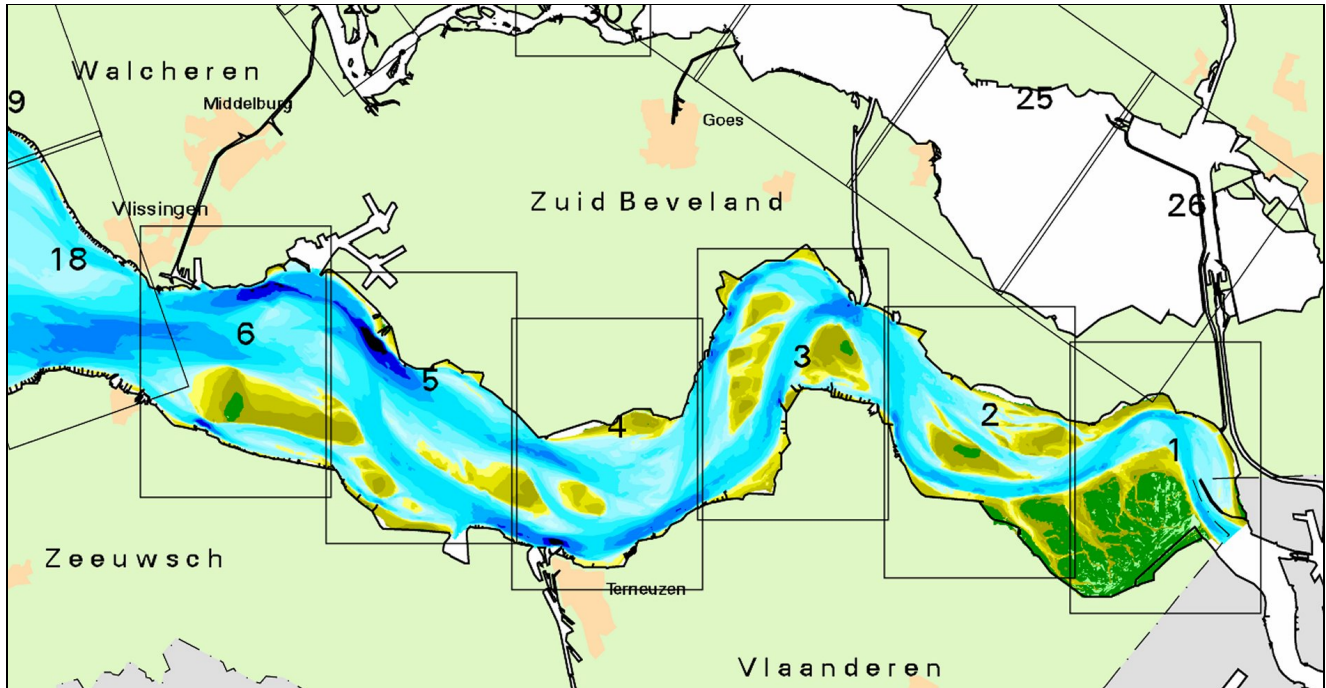 30
Walcheren
9
Middelburg
25
Goes
Zuid Beveland
Vlissingen
26
18
6
3
5
2
4
1
Zeeuwsch
Terneuzen
Vlaanderen